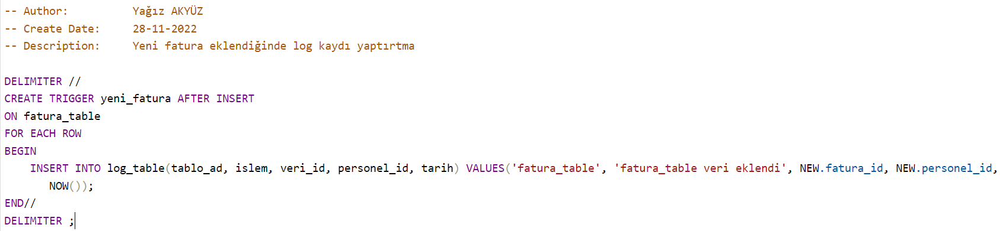 -- Author:          Yağız AKYÜZ
-- Create Date:     28-11-2022
-- Description:     Yeni fatura eklendiğinde log kaydı yaptırtma
DELIMITER //
CREATE TRIGGER yeni_fatura AFTER INSERT
ON fatura_table
FOR EACH ROW
BEGIN
    INSERT INTO log_table(tablo_ad, islem, veri_id, personel_id, tarih) VALUES('fatura_table', 'fatura_table veri eklendi', NEW.fatura_id, NEW.personel_id,
       NOW());
END//
DELIMITER ;